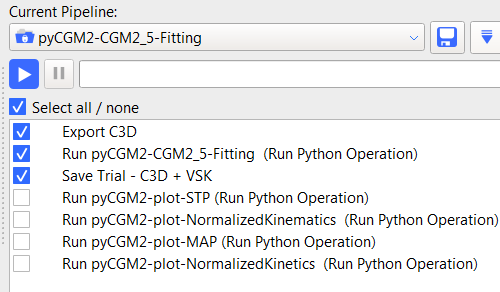 Current Pipeline:
pyCGM2-CGM2_5-Fitting
Select all / none
Export C3D
Run pyCGM2-CGM2_5-Fitting  (Run Python Operation)
Save Trial - C3D + VSK
Run pyCGM2-plot-STP (Run Python Operation)
Run pyCGM2-plot-NormalizedKinematics  (Run Python Operation)
Run pyCGM2-plot-MAP (Run Python Operation)
Run pyCGM2-plot-NormalizedKinetics  (Run Python Operation)